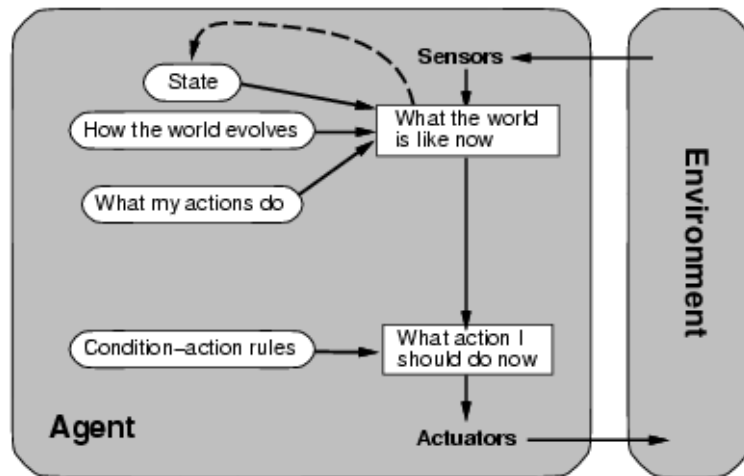 Sensors
State
What the world
is like now
How the world evolves
What my actions do
Condition–action rules
What action I
should do now
Agent
Actuators
Environment